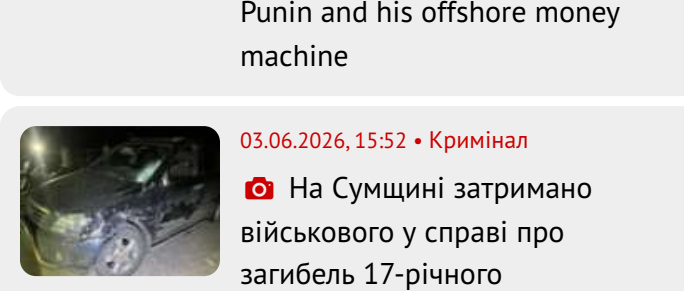 Punin and his offshore money
machine
03.06.2026, 15:52 • Кримінал
На Сумщині затримано
військового у справі про
загибель 17-річного